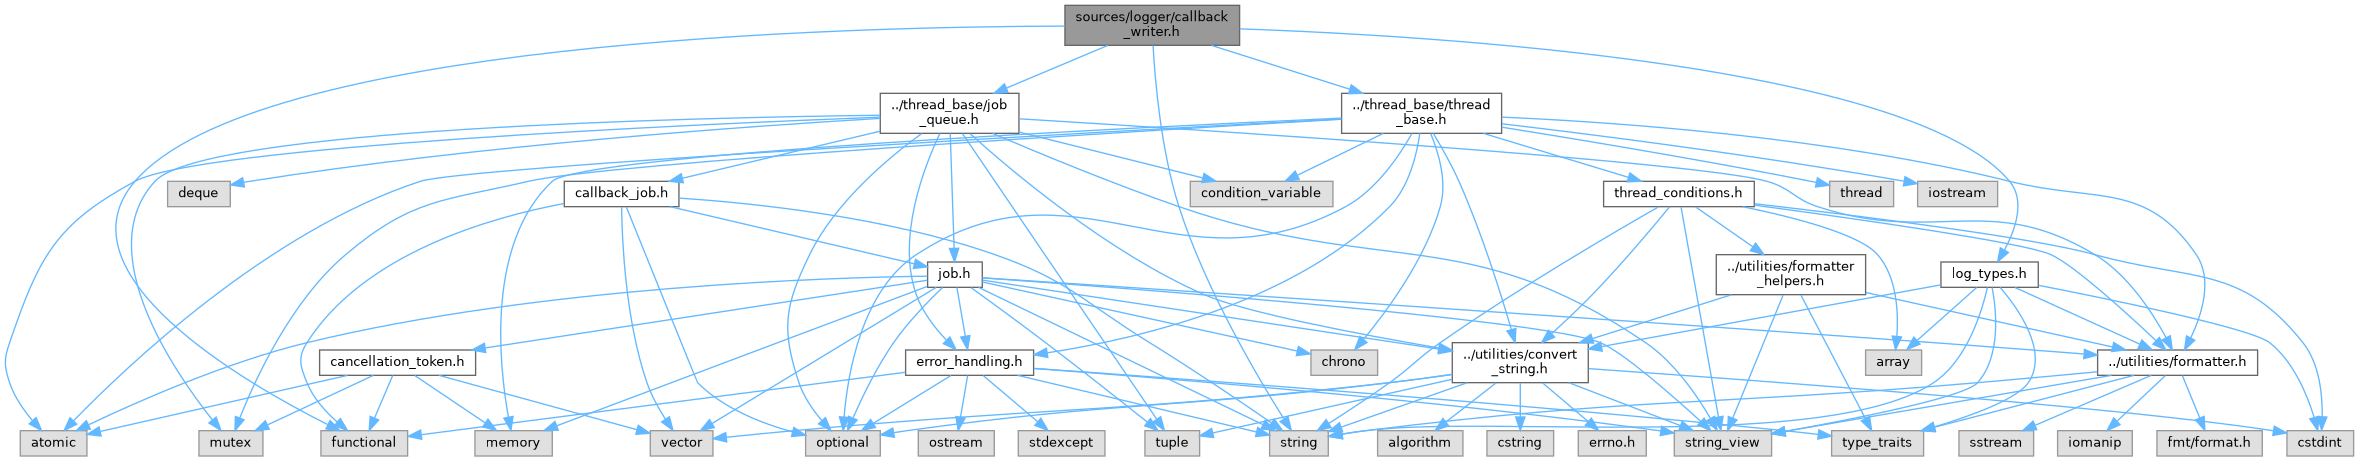 sources/logger/callback
_writer.h
../thread_base/job
_queue.h
../thread_base/thread
_base.h
deque
callback_job.h
condition_variable
thread_conditions.h
thread
iostream
job.h
../utilities/formatter
_helpers.h
log_types.h
cancellation_token.h
error_handling.h
chrono
../utilities/convert
_string.h
array
../utilities/formatter.h
atomic
mutex
functional
memory
vector
optional
ostream
stdexcept
tuple
string
algorithm
cstring
errno.h
string_view
type_traits
sstream
iomanip
fmt/format.h
cstdint